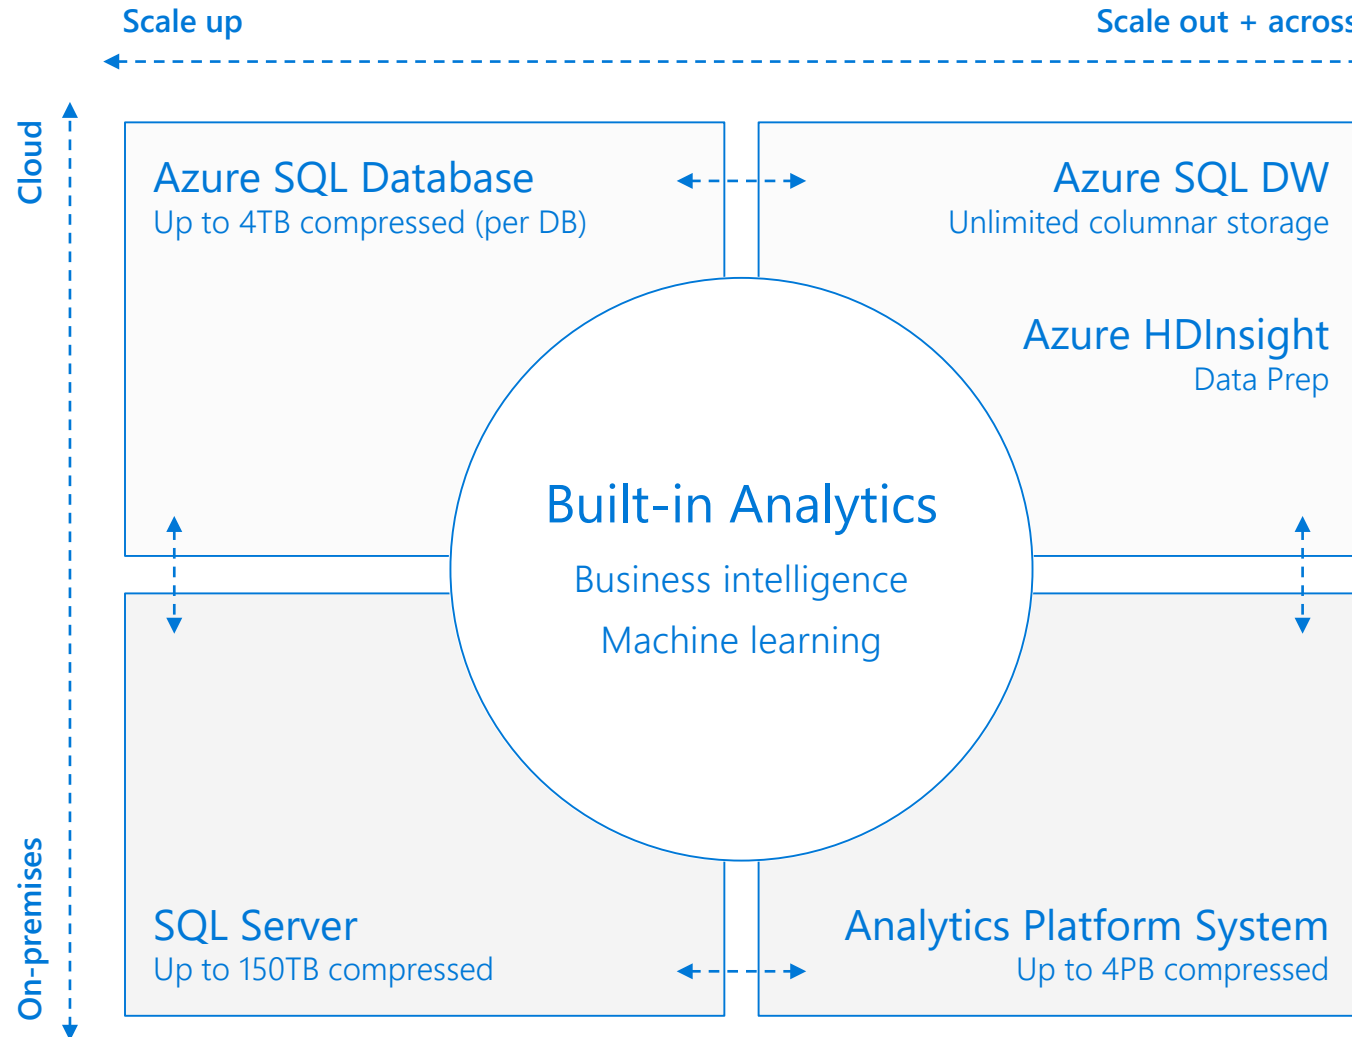 Scale up
Scale out + across
Cloud
Azure SQL Database
Up to 4TB compressed (per DB)
Azure SQL DW
Unlimited columnar storage
Azure HDInsight
Data Prep
Built-in Analytics
Business intelligence
Machine learning
On-premises
SQL Server
Up to 150TB compressed
Analytics Platform System
Up to 4PB compressed